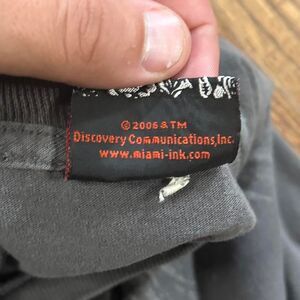 © 2006 & TM
Discovery Communications, Inc.
www.miami-ink.com